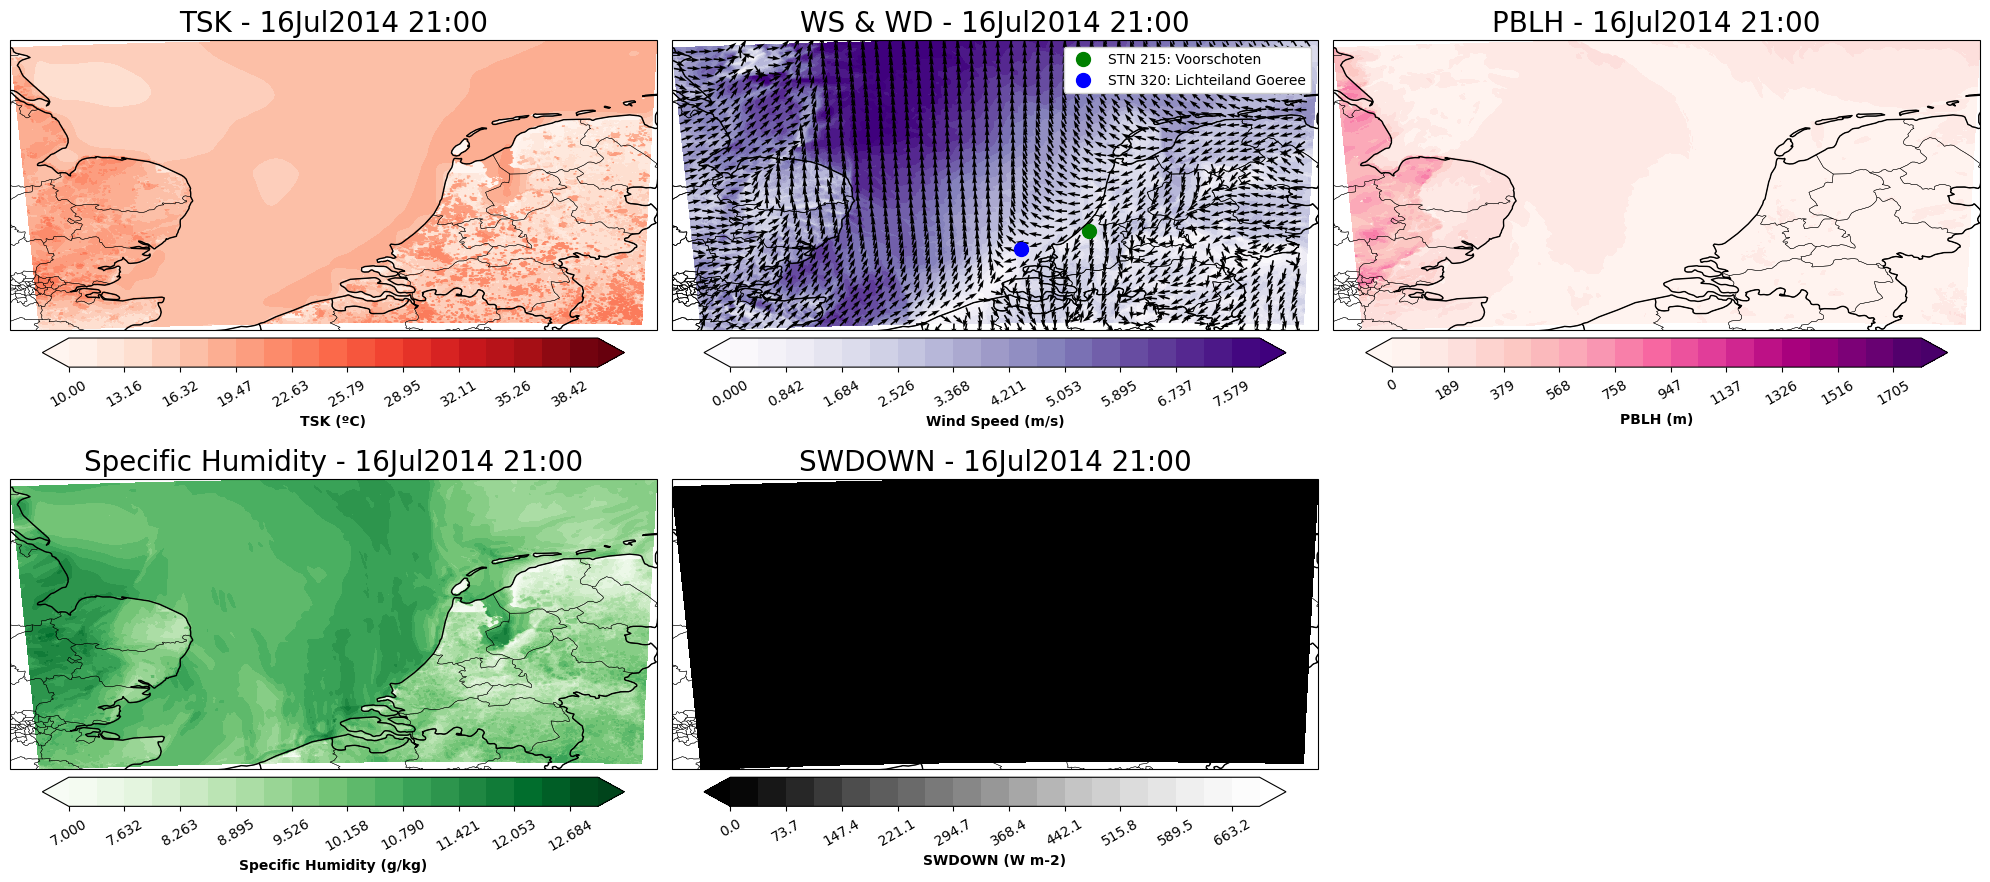 TSK - 16Jul2014 21:00
WS & WD - 16Jul2014 21:00
PBLH - 16Jul2014 21:00
STN 215: Voorschoten
STN 320: Lichteiland Goeree
10.00 13.16 16.32 19.47 22.63 25.79 28.95 32.11 35.26 38.42
TSK (ºC)
0.000 0.842 1.684 2.526 3.368 4.211 5.053 5.895 6.737 7.579
Wind Speed (m/s)
0 189 379 568 758 947 1137 1326 1516 1705
PBLH (m)
Specific Humidity - 16Jul2014 21:00
SWDOWN - 16Jul2014 21:00
7.000 7.632 8.263 8.895 9.526 10.158 10.790 11.421 12.053 12.684
Specific Humidity (g/kg)
0.0 73.7 147.4 221.1 294.7 368.4 442.1 515.8 589.5 663.2
SWDOWN (W m-2)